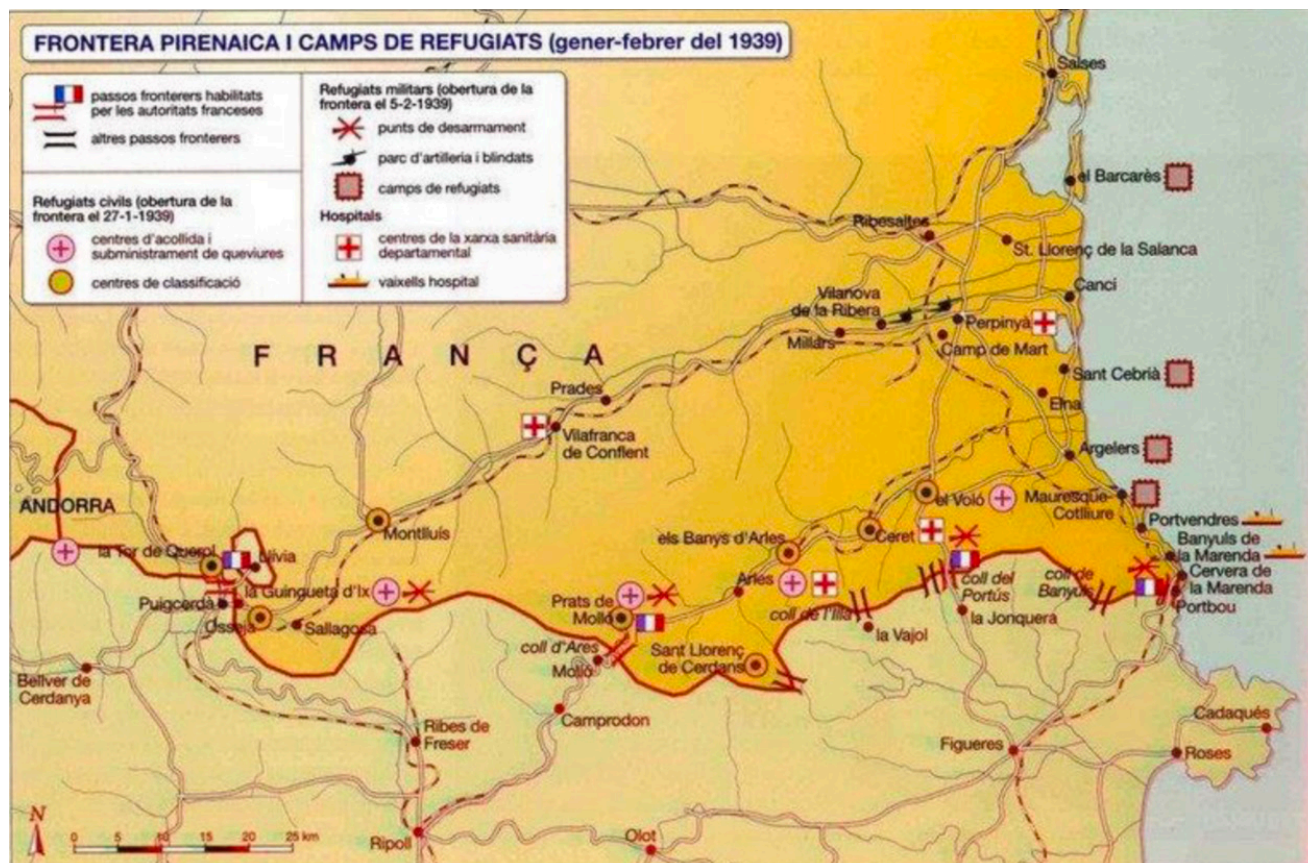 FRONTERA PIRENAICA I CAMPS DE REFUGIATS (gener-febrer del 1939)
passos fronterers habilitats
per les autoritats franceses
altres passos fronterers
Refugiats civils (obertura de la
frontera el 27-1-1939)
centres d'acollida i
subministrament de queviures
centres de classificació
Refugiats militars (obertura de la
frontera el 5-2-1939)
punts de desarmament
parc d'artilleria i blindats
camps de refugiats
Hospitals
centres de la xarxa sanitària
departamental
vaixells hospital
Salses
el Barcarès
Ribesaltes
St. Llorenç de la Salanca
Canci
Vilanova
de la Ribera
Perpinyà
Millars
Camp de Mart
FRANÇA
Sant Cebrià
Prades
Elna
Vilafranca
de Conflent
Argelers
ANDORRA
el Voló
Mauresque-
Cotlliure
Montlluís
Portvendres
Ceret
els Banys d'Arles
Banyuls de
la Marenda
la Tor de Querol
Llívia
Cervera de
la Marenda
Arles
coll del
Portús
coll de
Banyuls
la Guingueta d'Ix
Puigcerdà
Portbou
Prats de
Molló
coll de l'Illa
la Jonquera
Osseja
Sallagosa
la Vajol
coll d'Ares
Sant Llorenç
de Cerdans
Molló
Bellver de
Cerdanya
Camprodon
Cadaqués
Ribes de
Freser
Figueres
Roses
N
0 5 10 15 20 25 km
Ripoll
Olot